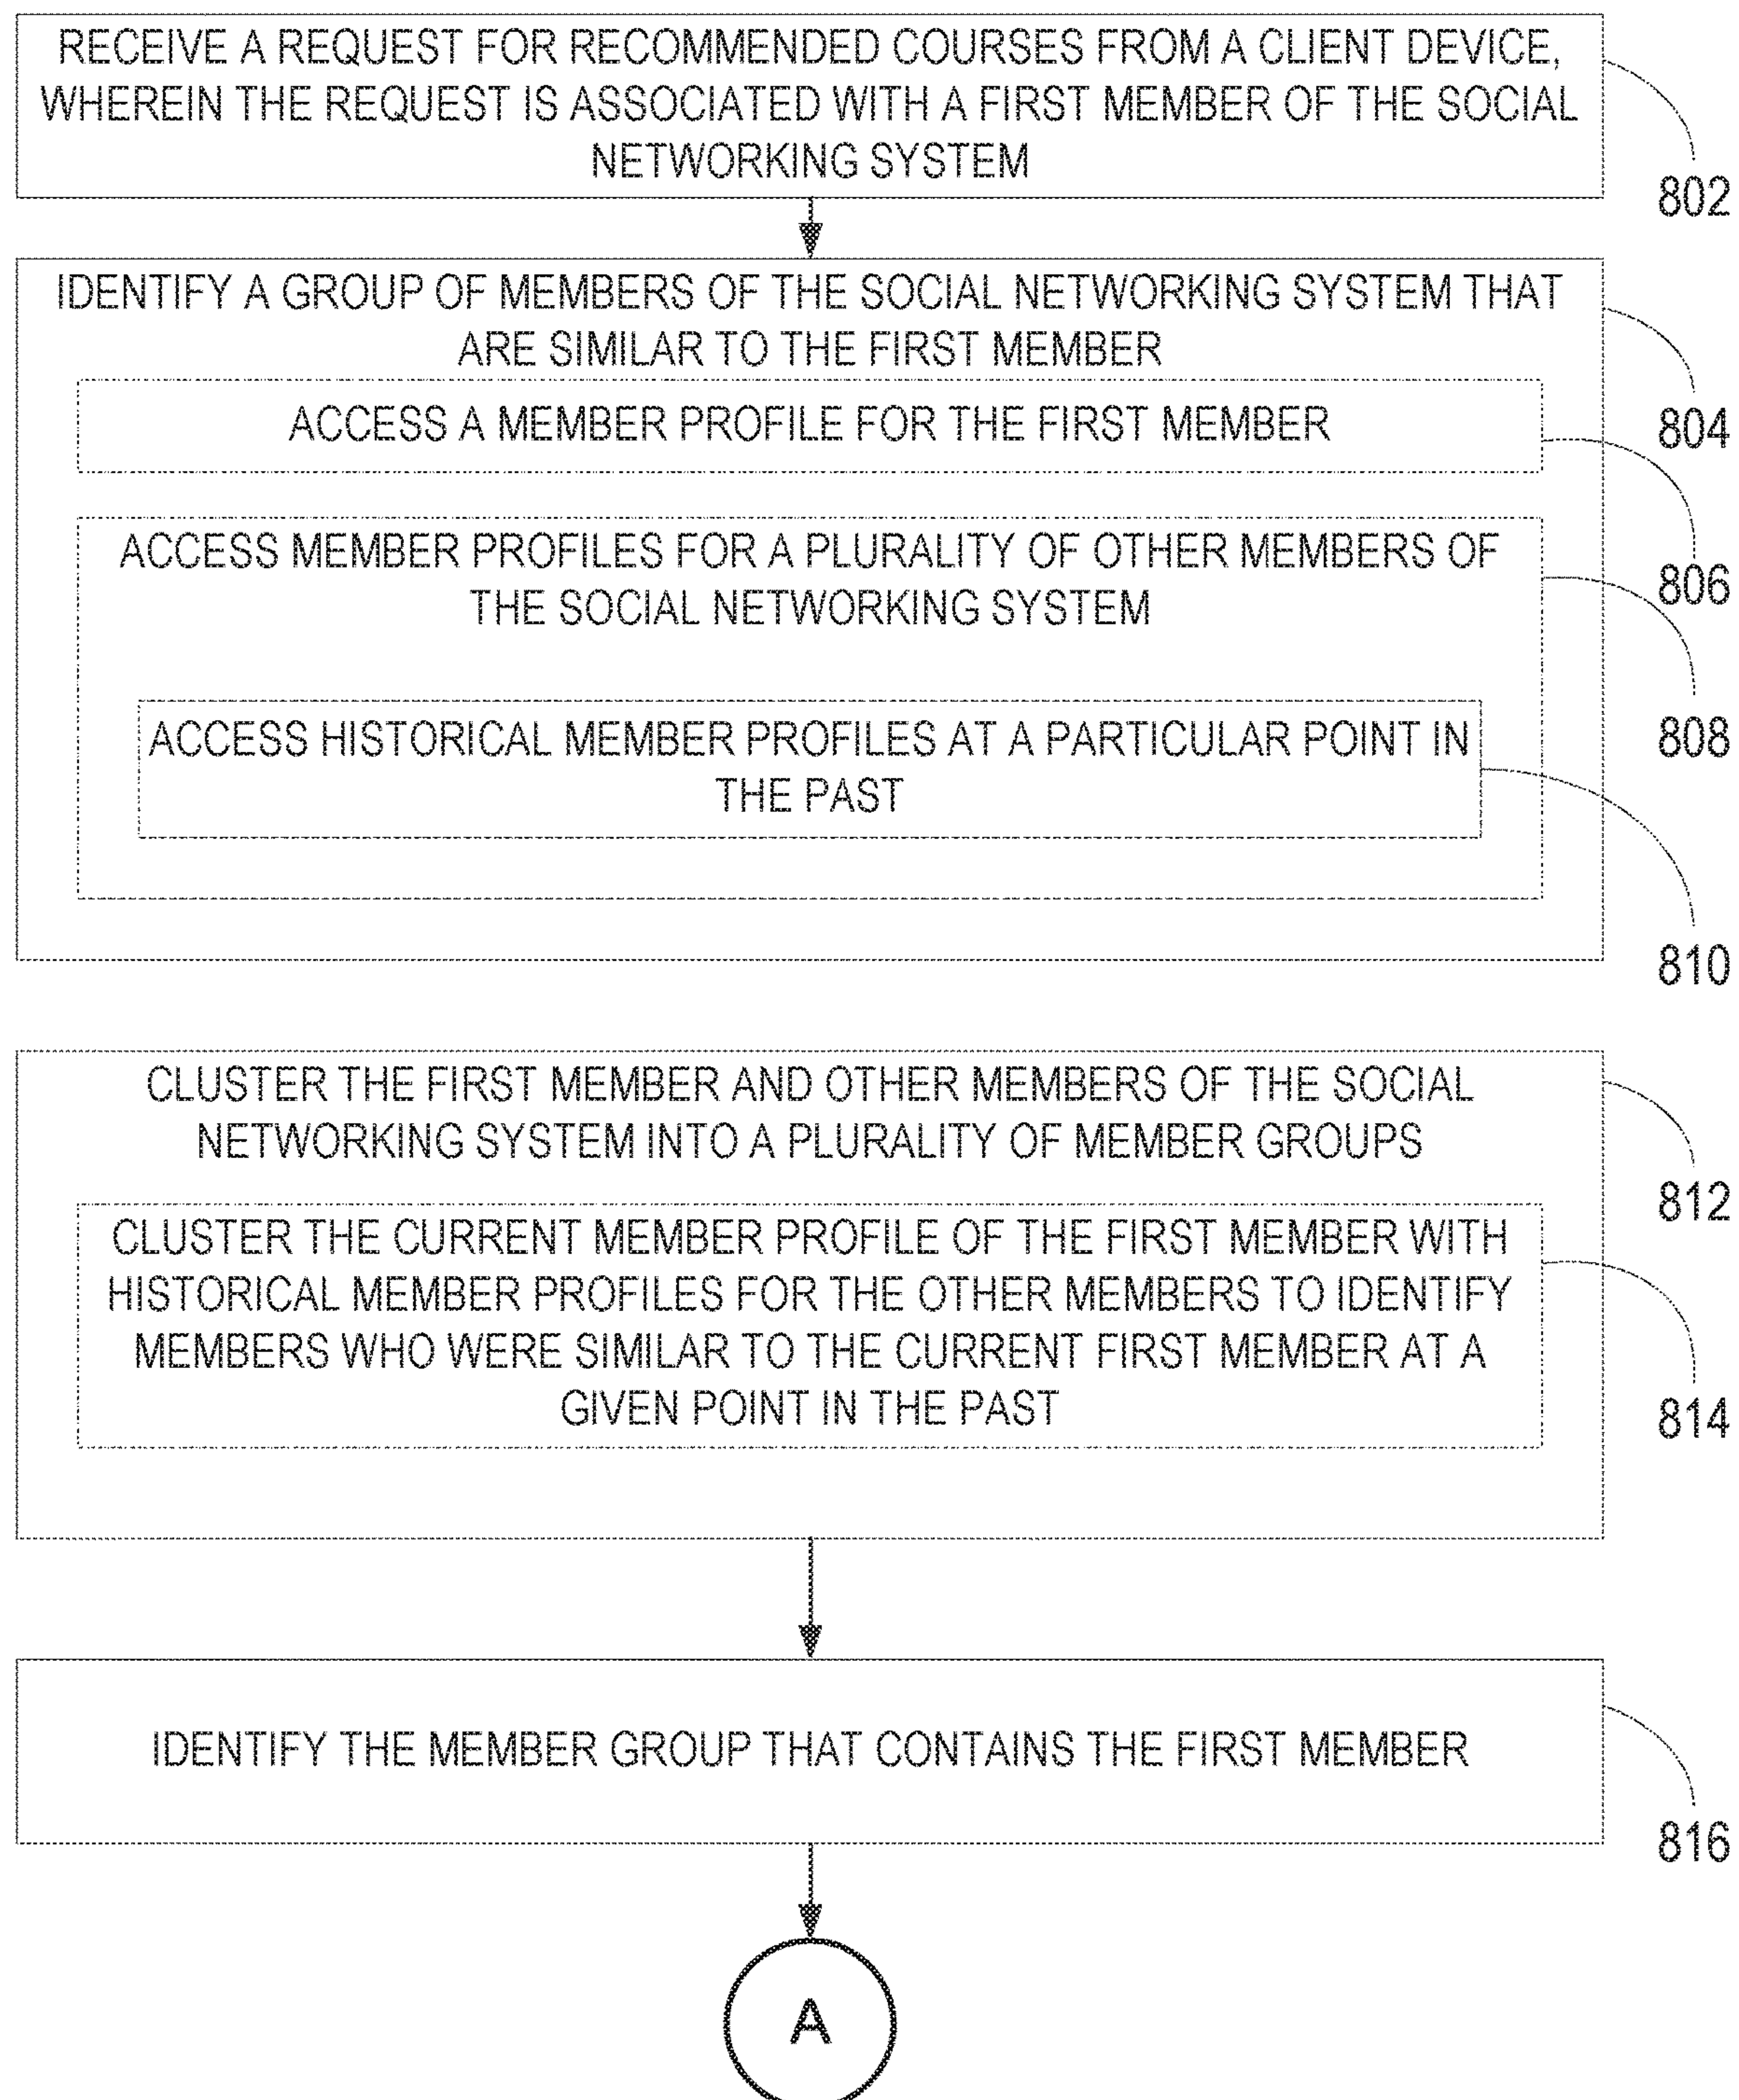 RECEIVE A REQUEST FOR RECOMMENDED COURSES FROM A CLIENT DEVICE,
WHEREIN THE REQUEST IS ASSOCIATED WITH A FIRST MEMBER OF THE SOCIAL
NETWORKING SYSTEM
802
IDENTIFY A GROUP OF MEMBERS OF THE SOCIAL NETWORKING SYSTEM THAT
ARE SIMILAR TO THE FIRST MEMBER
804
ACCESS A MEMBER PROFILE FOR THE FIRST MEMBER
806
ACCESS MEMBER PROFILES FOR A PLURALITY OF OTHER MEMBERS OF
THE SOCIAL NETWORKING SYSTEM
808
ACCESS HISTORICAL MEMBER PROFILES AT A PARTICULAR POINT IN
THE PAST
810
CLUSTER THE FIRST MEMBER AND OTHER MEMBERS OF THE SOCIAL
NETWORKING SYSTEM INTO A PLURALITY OF MEMBER GROUPS
812
CLUSTER THE CURRENT MEMBER PROFILE OF THE FIRST MEMBER WITH
HISTORICAL MEMBER PROFILES FOR THE OTHER MEMBERS TO IDENTIFY
MEMBERS WHO WERE SIMILAR TO THE CURRENT FIRST MEMBER AT A
GIVEN POINT IN THE PAST
814
IDENTIFY THE MEMBER GROUP THAT CONTAINS THE FIRST MEMBER
816
A